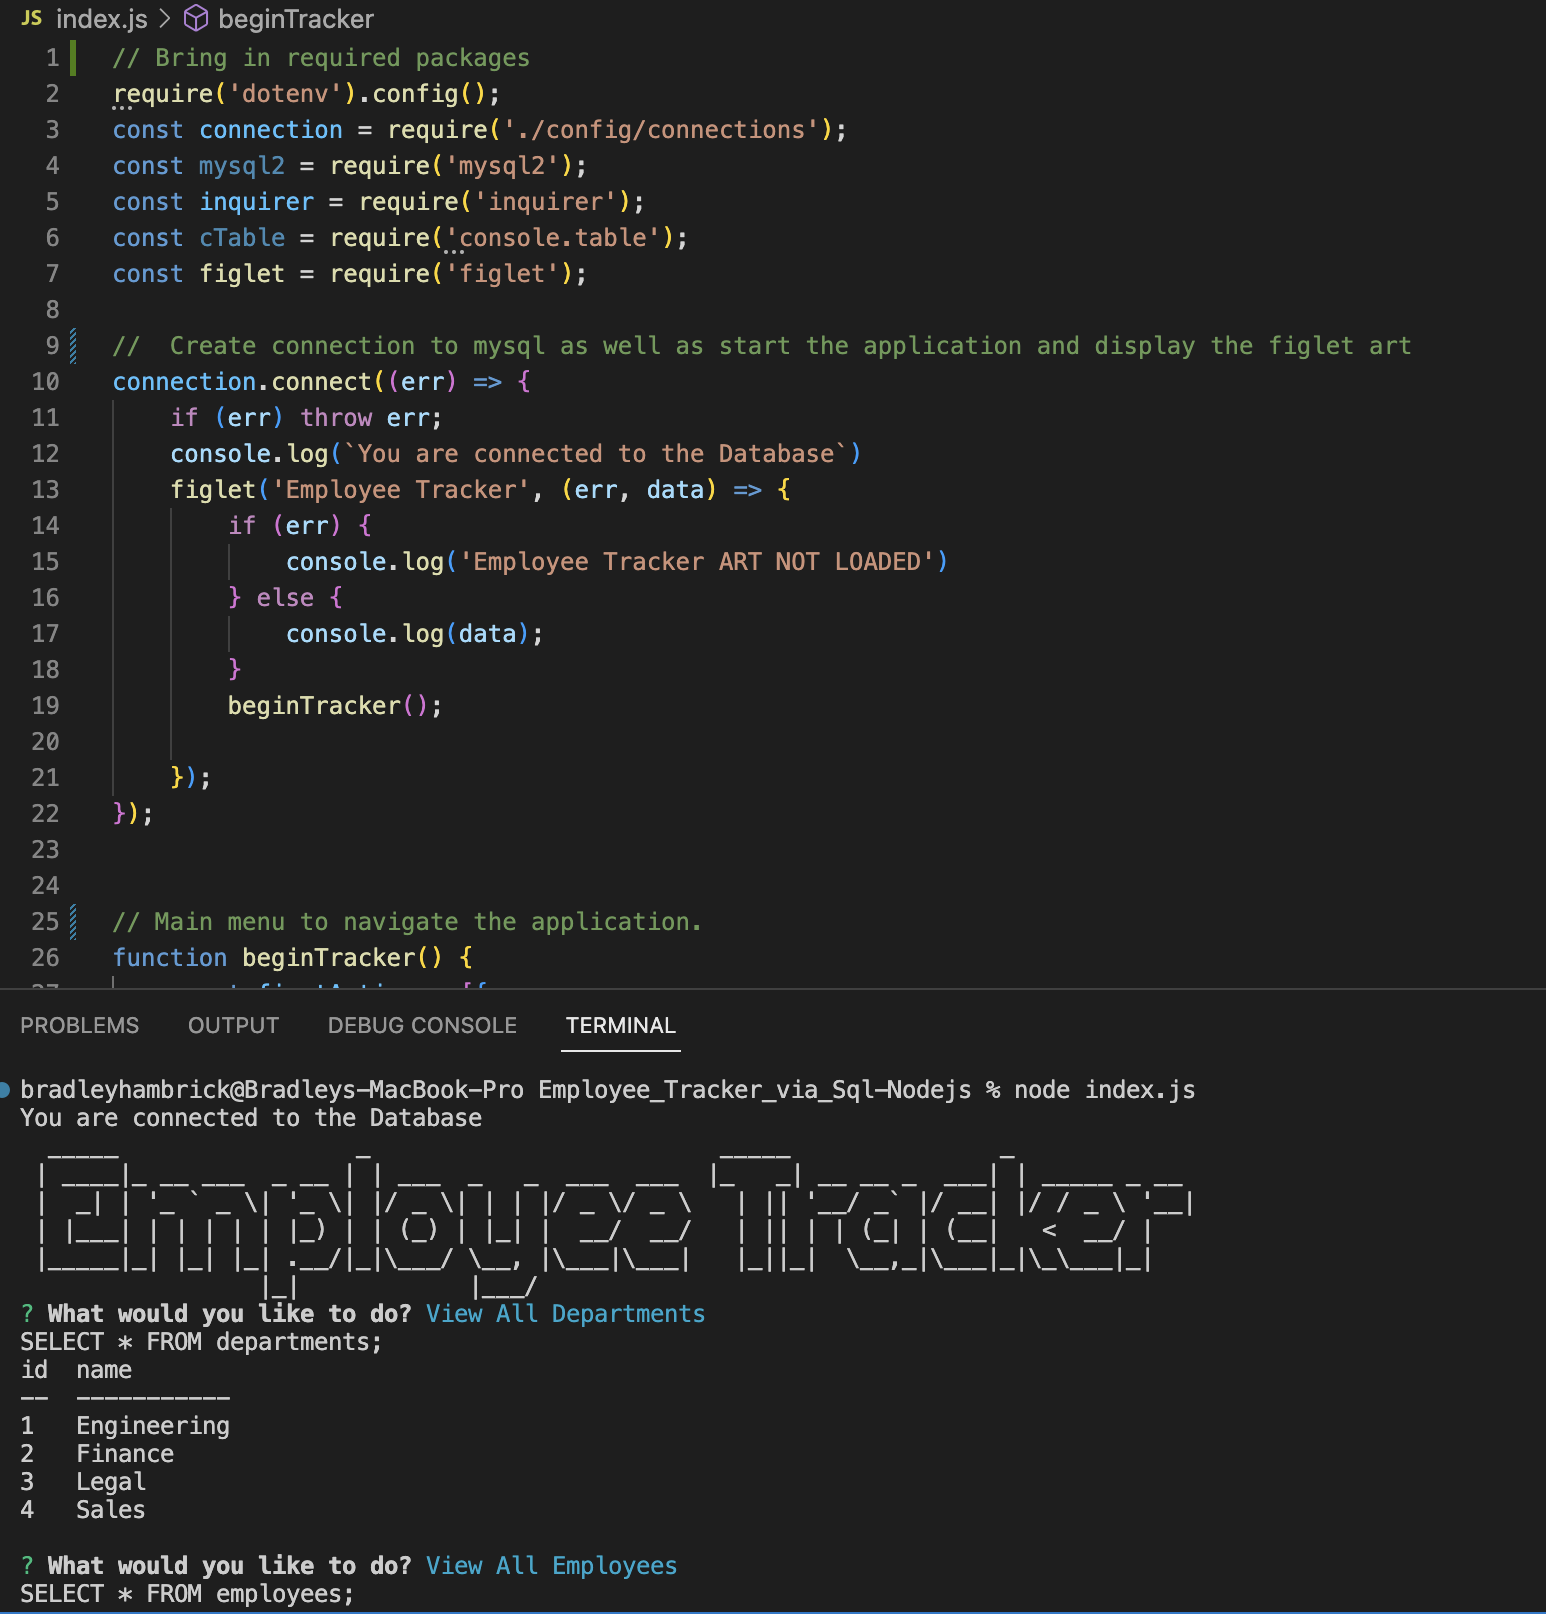 JS index.js > beginTracker
1 // Bring in required packages
2 require('dotenv').config();
3 const connection = require('./config/connections');
4 const mysql2 = require('mysql2');
5 const inquirer = require('inquirer');
6 const cTable = require('console.table');
7 const figlet = require('figlet');
8
9 //  Create connection to mysql as well as start the application and display the figlet art
10 connection.connect((err) => {
11     if (err) throw err;
12     console.log(`You are connected to the Database`)
13     figlet('Employee Tracker', (err, data) => {
14         if (err) {
15             console.log('Employee Tracker ART NOT LOADED')
16         } else {
17             console.log(data);
18         }
19         beginTracker();
20
21     });
22 });
23
24
25 // Main menu to navigate the application.
26 function beginTracker() {
PROBLEMS OUTPUT DEBUG CONSOLE TERMINAL
bradleyhambrick@Bradleys-MacBook-Pro Employee_Tracker_via_Sql-Nodejs % node index.js
You are connected to the Database
Employee Tracker
? What would you like to do? View All Departments
SELECT * FROM departments;
id  name
--  -----------
1   Engineering
2   Finance
3   Legal
4   Sales
? What would you like to do? View All Employees
SELECT * FROM employees;